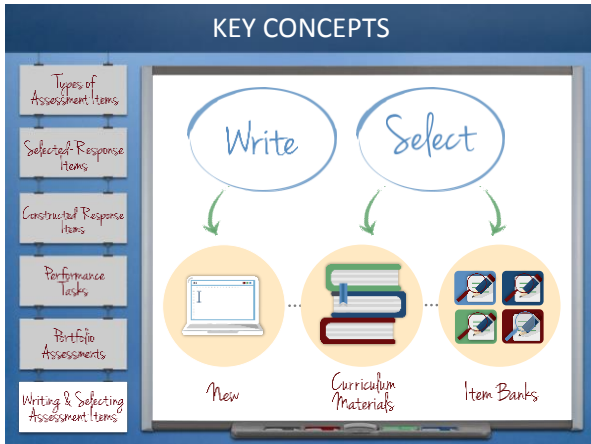 KEY CONCEPTS
Types of
Assessment Items
Selected-Response
Items
Constructed Response
Items
Performance
Tasks
Portfolio
Assessments
Writing & Selecting
Assessment Items
Write
Select
New
Curriculum
Materials
Item Banks